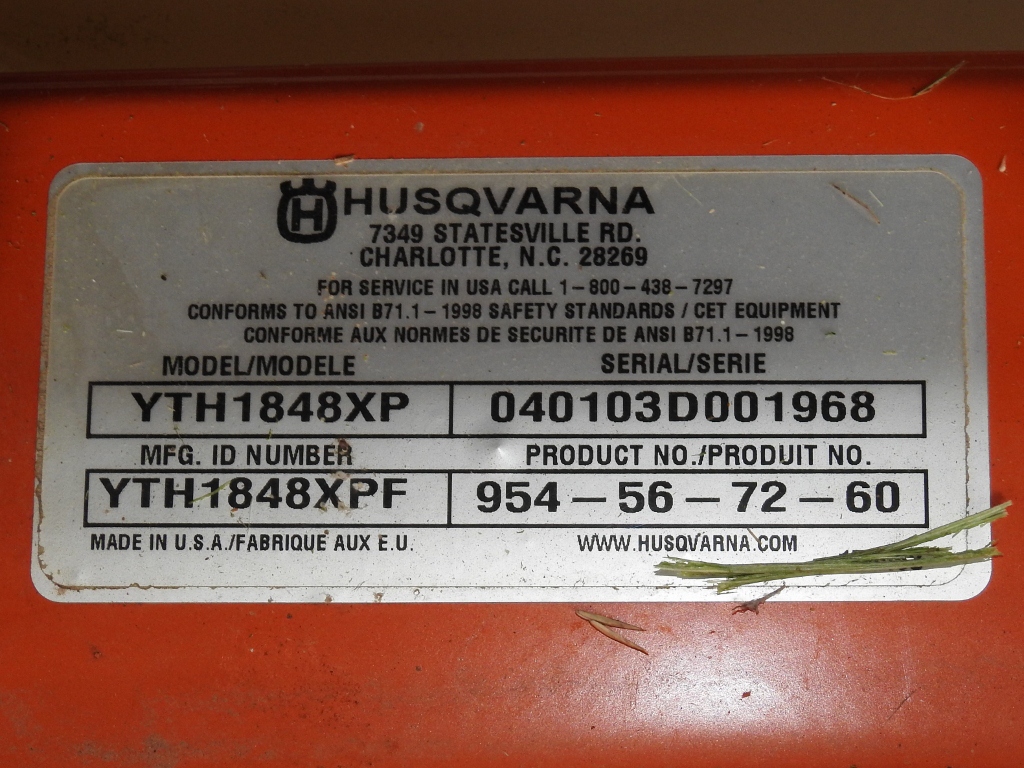 HUSQVARNA
7349 STATESVILLE RD.
CHARLOTTE, N.C. 28269
FOR SERVICE IN USA CALL 1-800-438-7297
CONFORMS TO ANSI B71.1-1998 SAFETY STANDARDS / CET EQUIPMENT
CONFORME AUX NORMES DE SECURITE DE ANSI B71.1-1998
MODEL/MODELE SERIAL/SERIE
YTH1848XP 040103D001968
MFG. ID NUMBER PRODUCT NO./PRODUIT NO.
YTH1848XPF 954-56-72-60
MADE IN U.S.A./FABRIQUE AUX E.U. WWW.HUSQVARNA.COM